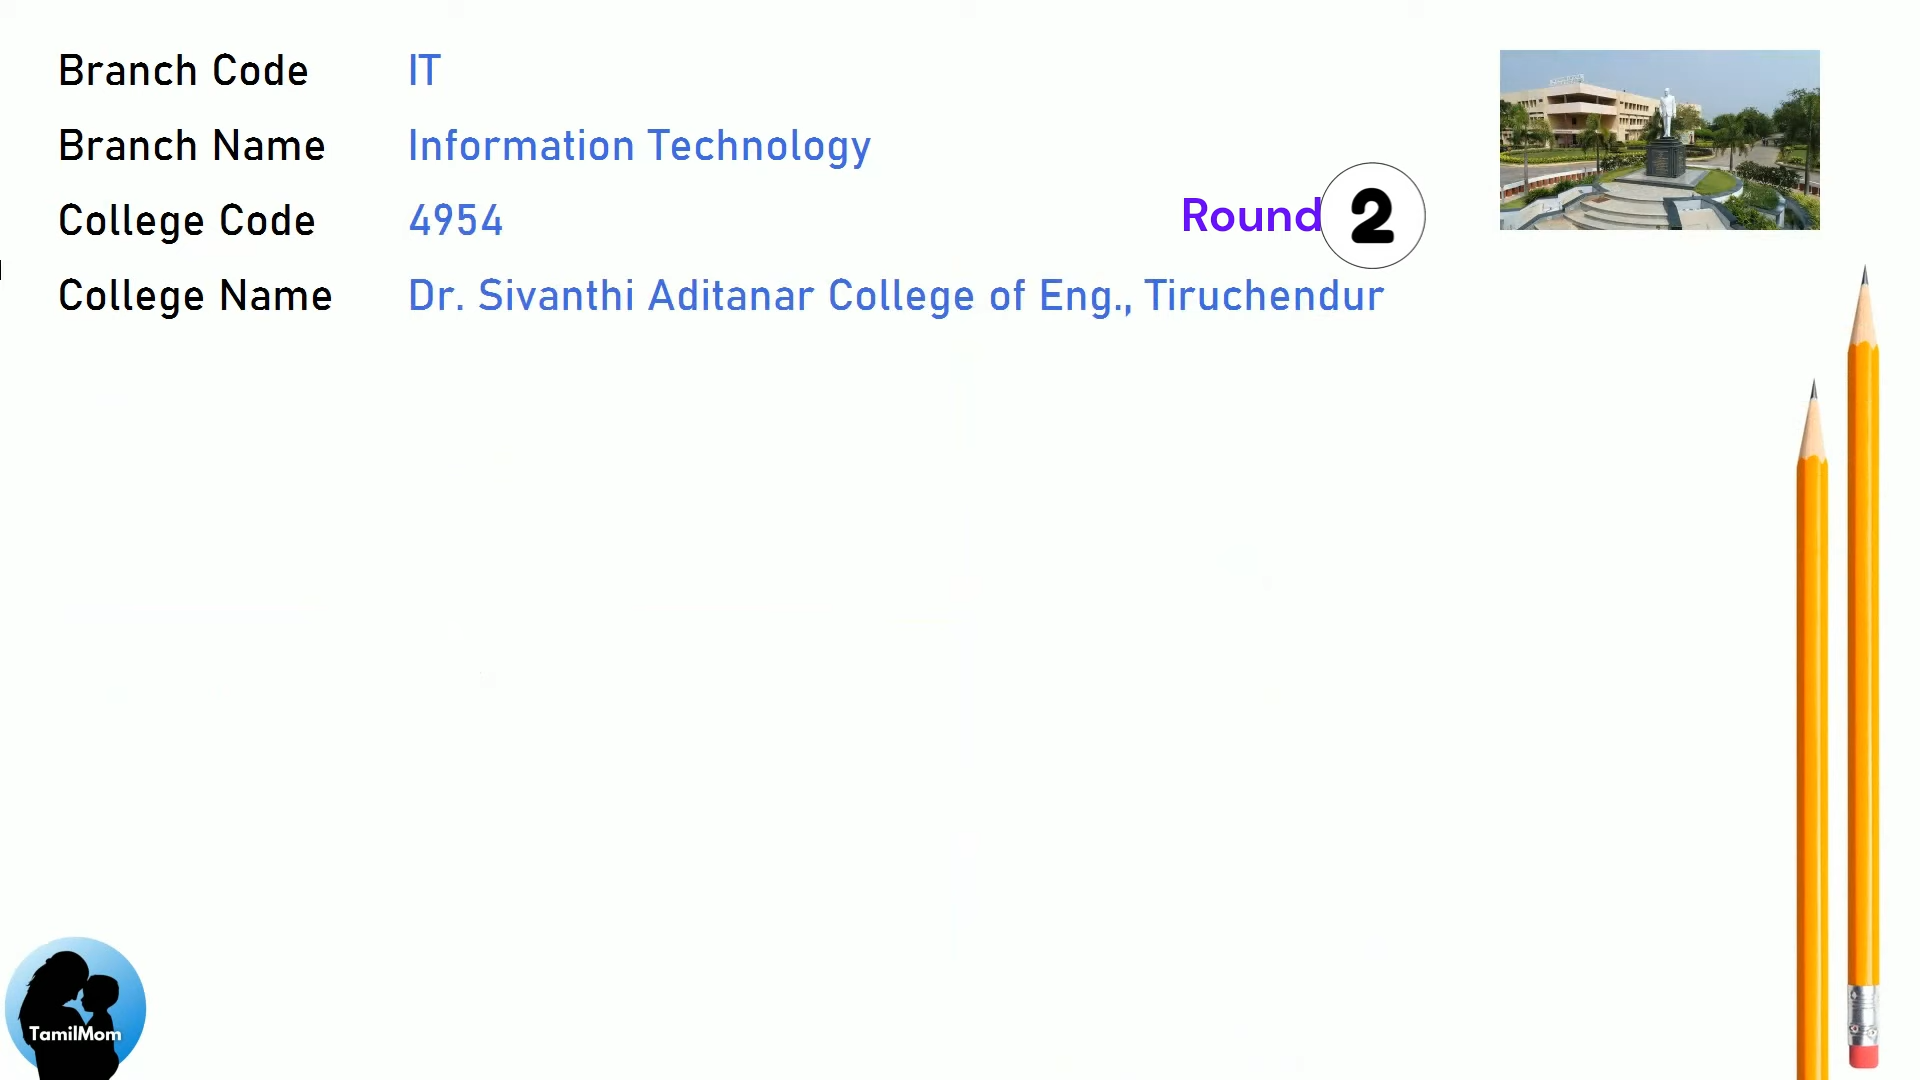 Branch Code IT
Branch Name Information Technology
College Code 4954
Round 2
College Name Dr. Sivanthi Aditanar College of Eng., Tiruchendur
TamilMom